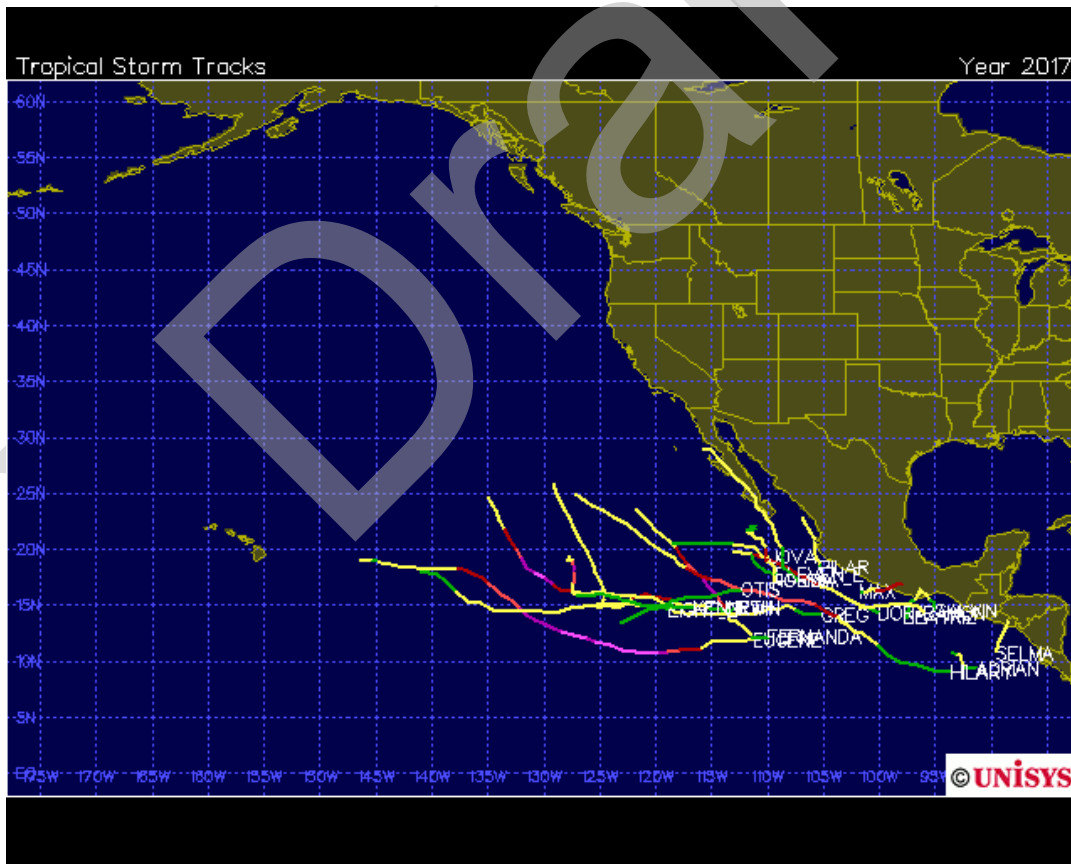 Tropical Storm Tracks Year 2017
60N
55N
50N
45N
40N
35N
30N
25N
20N
15N
10N
5N
EQ
175W 170W 165W 160W 155W 150W 145W 140W 135W 130W 125W 120W 115W 110W 105W 100W 95W
JOVA
PILAR
OTIS
MAX
GREG
FERNANDA
EUGENE
SELMA
ADRIAN
HILARY
© UNISYS